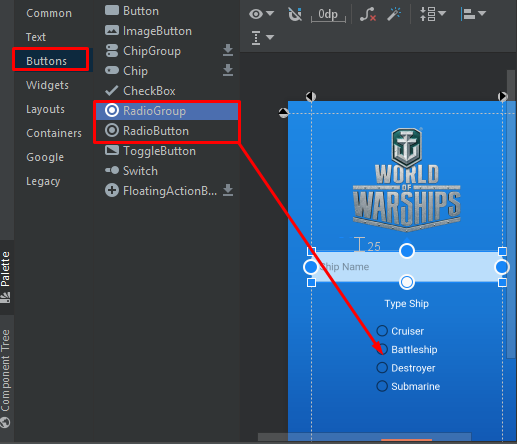 Common
Text
Buttons
Widgets
Layouts
Containers
Google
Legacy
Palette
Component Tree
Button
ImageButton
ChipGroup
Chip
CheckBox
RadioGroup
RadioButton
ToggleButton
Switch
FloatingActionB...
0dp
WORLD
OF
WARSHIPS
25
Ship Name
Type Ship
Cruiser
Battleship
Destroyer
Submarine